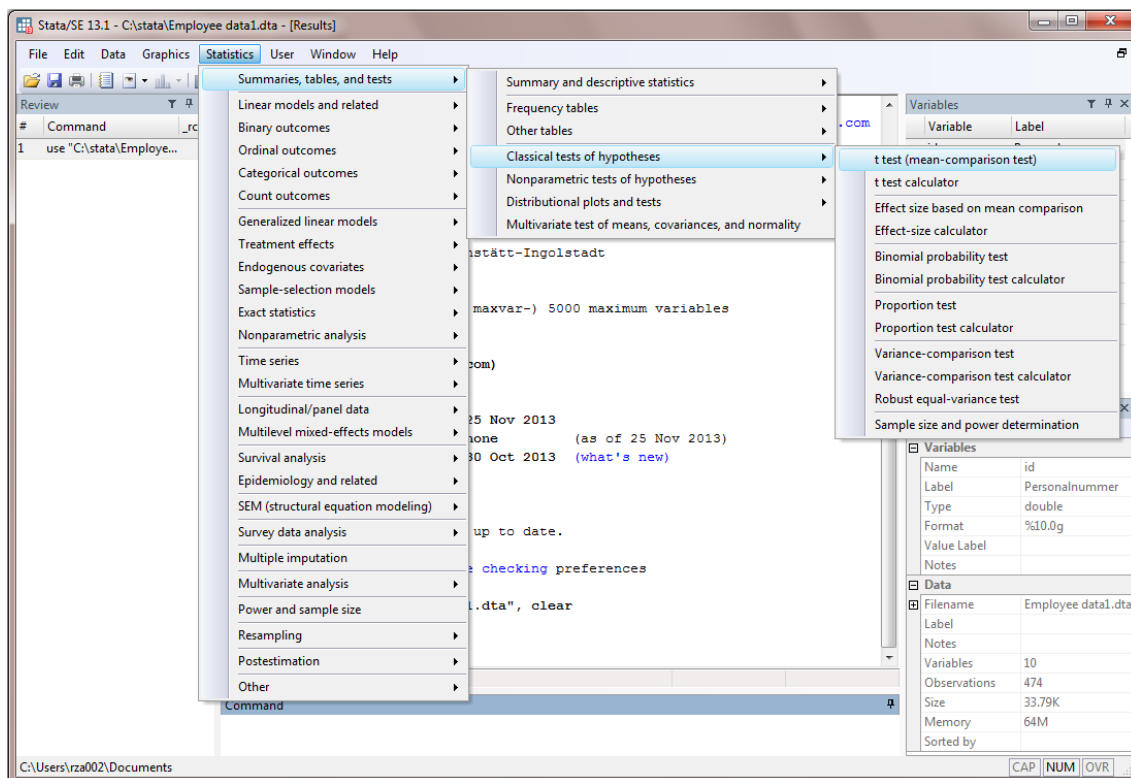 Stata/SE 13.1 - C:\stata\Employee data1.dta - [Results]
File Edit Data Graphics Statistics User Window Help
Review
# Command _rc
1 use "C:\stata\Employe...
Summaries, tables, and tests
Linear models and related
Binary outcomes
Ordinal outcomes
Categorical outcomes
Count outcomes
Generalized linear models
Treatment effects
Endogenous covariates
Sample-selection models
Exact statistics
Nonparametric analysis
Time series
Multivariate time series
Longitudinal/panel data
Multilevel mixed-effects models
Survival analysis
Epidemiology and related
SEM (structural equation modeling)
Survey data analysis
Multiple imputation
Multivariate analysis
Power and sample size
Resampling
Postestimation
Other
Summary and descriptive statistics
Frequency tables
Other tables
Classical tests of hypotheses
Nonparametric tests of hypotheses
Distributional plots and tests
Multivariate test of means, covariances, and normality
t test (mean-comparison test)
t test calculator
Effect size based on mean comparison
Effect-size calculator
Binomial probability test
Binomial probability test calculator
Proportion test
Proportion test calculator
Variance-comparison test
Variance-comparison test calculator
Robust equal-variance test
Sample size and power determination
.com
nstätt-Ingolstadt
maxvar-) 5000 maximum variables
com)
25 Nov 2013
none (as of 25 Nov 2013)
30 Oct 2013 (what's new)
up to date.
e checking preferences
1.dta", clear
Command
Variables
Variable Label
Variables
Name id
Label Personalnummer
Type double
Format %10.0g
Value Label
Notes
Data
Filename Employee data1.dta
Label
Notes
Variables 10
Observations 474
Size 33.79K
Memory 64M
Sorted by
C:\Users\rza002\Documents
CAP NUM OVR